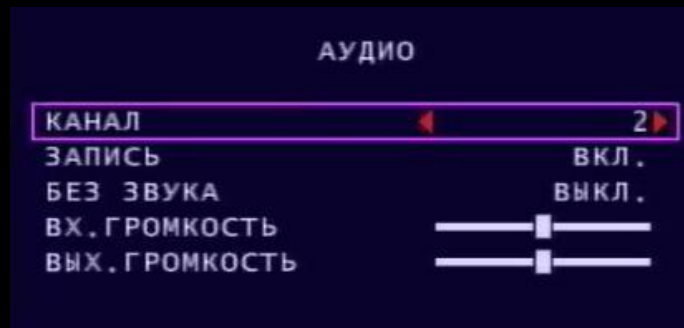 АУДИО
КАНАЛ 2
ЗАПИСЬ ВКЛ.
БЕЗ ЗВУКА ВЫКЛ.
ВХ.ГРОМКОСТЬ
ВЫХ.ГРОМКОСТЬ